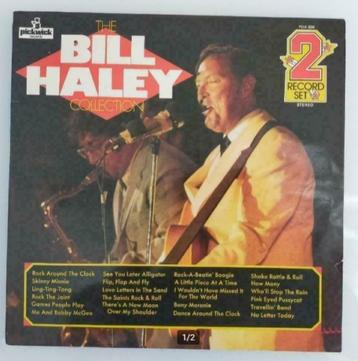 pickwick
THE
BILL
HALEY
COLLECTION
2
RECORD
SET
STEREO
Rock Around The Clock
Skinny Minnie
Ling-Ting-Tong
Rock The Joint
Games People Play
Me And Bobby McGee
See You Later Alligator
Flip, Flop And Fly
Love Letters In The Sand
The Saints Rock & Roll
There's A New Moon
Over My Shoulder
Rock-A-Beatin' Boogie
A Little Piece At A Time
I Wouldn't Have Missed It
For The World
Bony Moronie
Dance Around The Clock
Shake Rattle & Roll
How Many
Who'll Stop The Rain
Pink Eyed Pussycat
Travellin' Band
No Letter Today
1/2